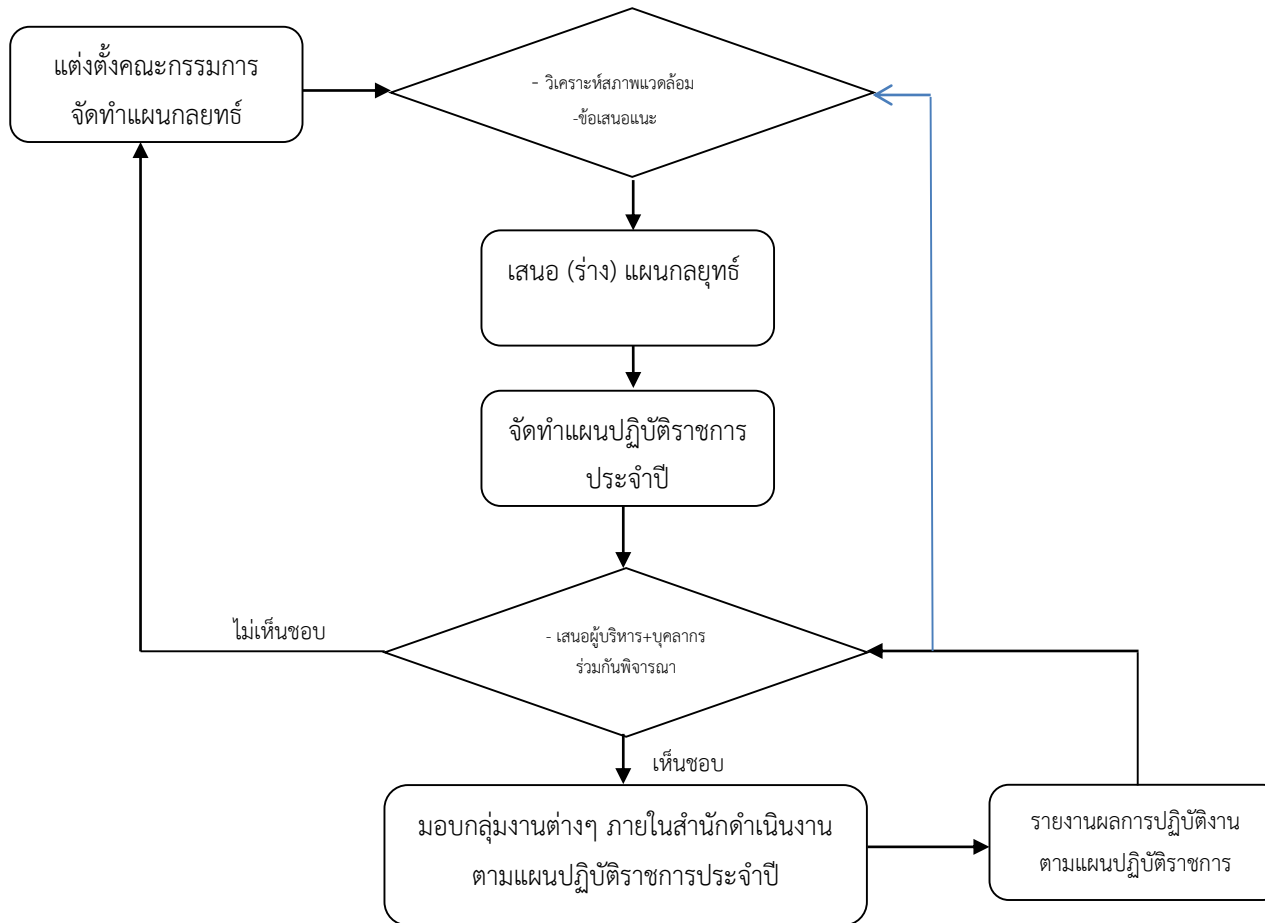 แต่งตั้งคณะกรรมการ
จัดทำแผนกลยทธ์
- วิเคราะห์สภาพแวดล้อม
-ข้อเสนอแนะ
เสนอ (ร่าง) แผนกลยุทธ์
จัดทำแผนปฏิบัติราชการ
ประจำปี
ไม่เห็นชอบ
- เสนอผู้บริหาร+บุคลากร
ร่วมกันพิจารณา
เห็นชอบ
มอบกลุ่มงานต่างๆ ภายในสำนักดำเนินงาน
ตามแผนปฏิบัติราชการประจำปี
รายงานผลการปฏิบัติงาน
ตามแผนปฏิบัติราชการ